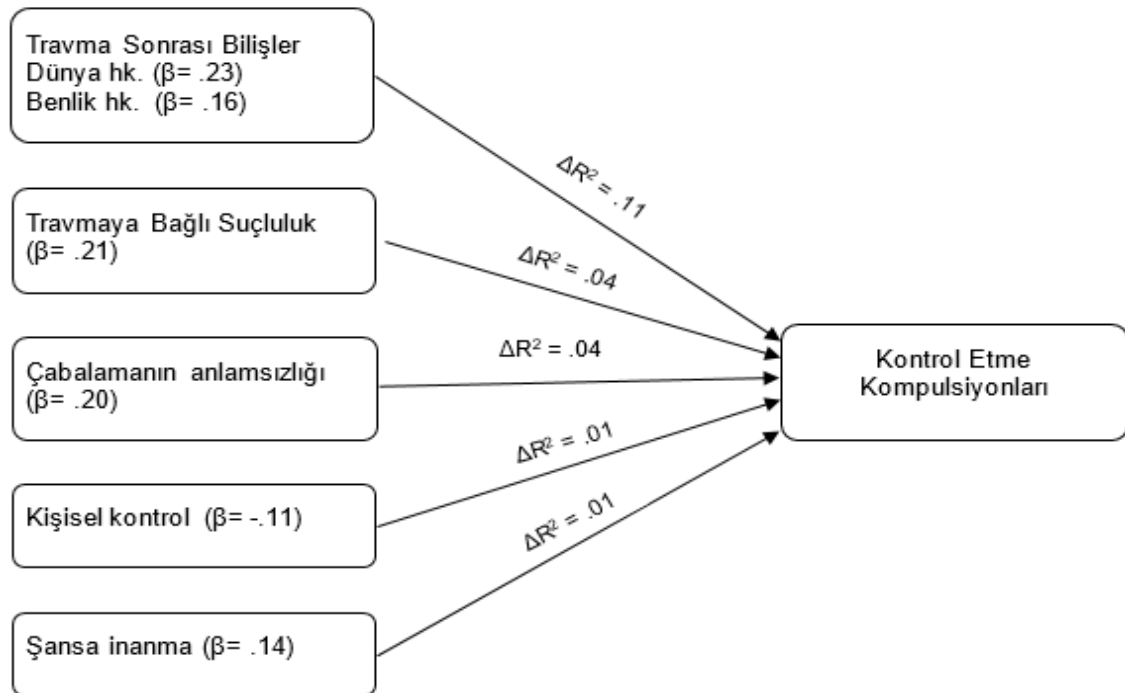 Travma Sonrası Bilişler
Dünya hk. (β= .23)
Benlik hk. (β= .16)
ΔR² = .11
Travmaya Bağlı Suçluluk
(β= .21)
ΔR² = .04
Çabalamanın anlamsızlığı
(β= .20)
ΔR² = .04
Kontrol Etme
Kompulsiyonları
Kişisel kontrol (β= -.11)
ΔR² = .01
Şansa inanma (β= .14)
ΔR² = .01